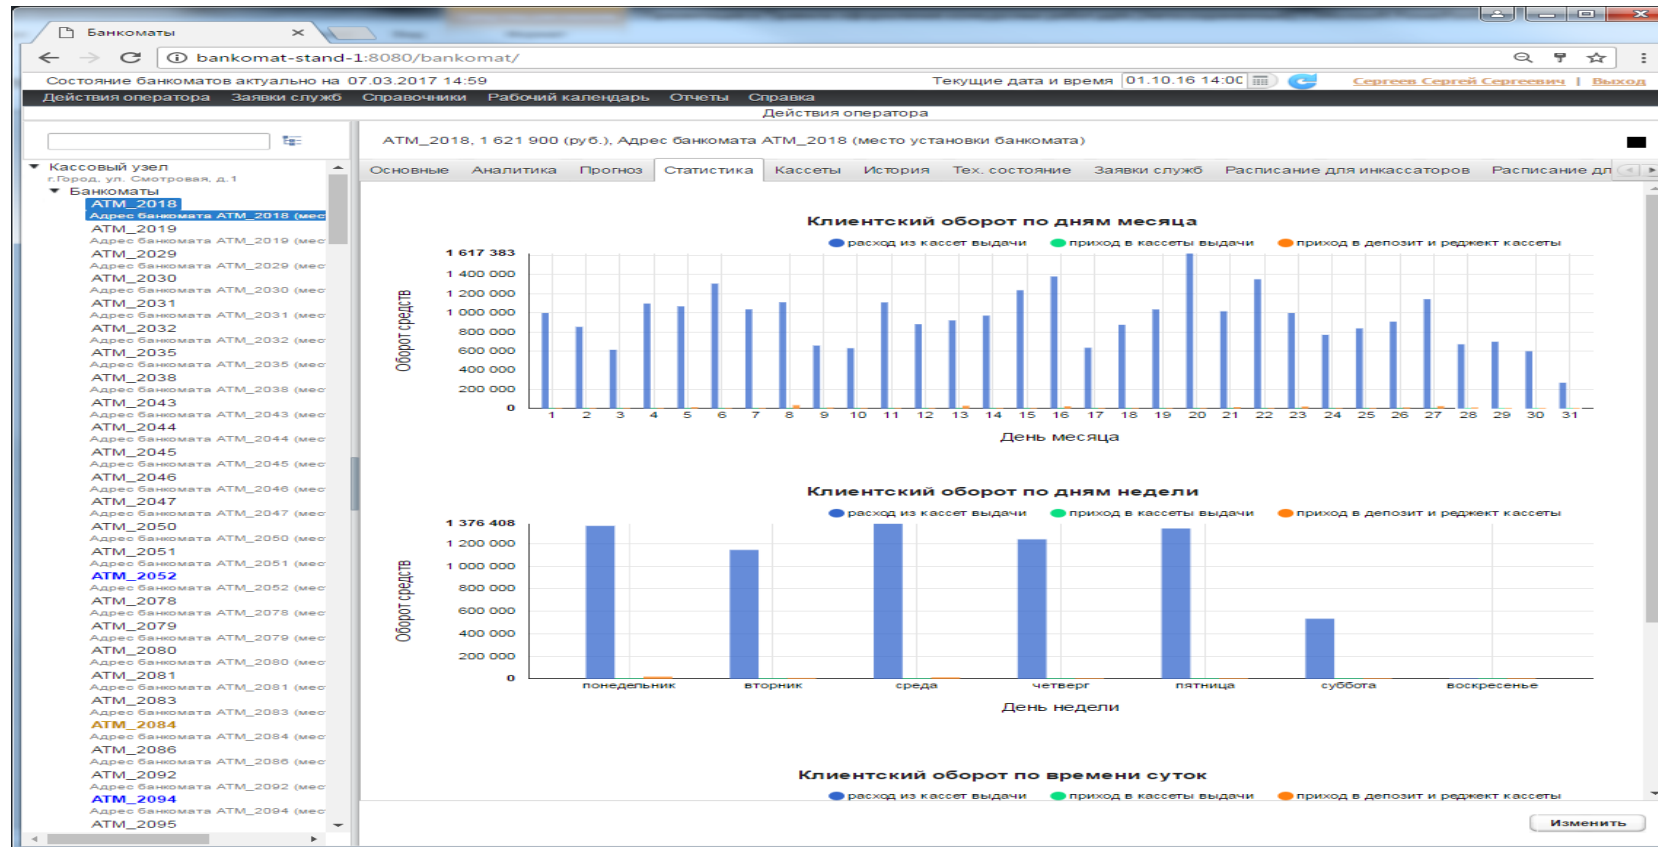 Банкоматы
bankomat-stand-1:8080/bankomat/
Состояние банкоматов актуально на 07.03.2017 14:59
Текущие дата и время 01.10.16 14:00
Сергеев Сергей Сергеевич | Выход
Действия оператора Заявки служб Справочники Рабочий календарь Отчеты Справка
Действия оператора
ATM_2018, 1 621 900 (руб.), Адрес банкомата ATM_2018 (место установки банкомата)
Основные Аналитика Прогноз Статистика Кассеты История Тех. состояние Заявки служб Расписание для инкассаторов Расписание дл
Кассовый узел
г.Город, ул. Смотровая, д.1
Банкоматы
ATM_2018
Адрес банкомата ATM_2018 (мес
ATM_2019
Адрес банкомата ATM_2019 (мес
ATM_2029
Адрес банкомата ATM_2029 (мес
ATM_2030
Адрес банкомата ATM_2030 (мес
ATM_2031
Адрес банкомата ATM_2031 (мес
ATM_2032
Адрес банкомата ATM_2032 (мес
ATM_2035
Адрес банкомата ATM_2035 (мес
ATM_2038
Адрес банкомата ATM_2038 (мес
ATM_2043
Адрес банкомата ATM_2043 (мес
ATM_2044
Адрес банкомата ATM_2044 (мес
ATM_2045
Адрес банкомата ATM_2045 (мес
ATM_2046
Адрес банкомата ATM_2046 (мес
ATM_2047
Адрес банкомата ATM_2047 (мес
ATM_2050
Адрес банкомата ATM_2050 (мес
ATM_2051
Адрес банкомата ATM_2051 (мес
ATM_2052
Адрес банкомата ATM_2052 (мес
ATM_2078
Адрес банкомата ATM_2078 (мес
ATM_2079
Адрес банкомата ATM_2079 (мес
ATM_2080
Адрес банкомата ATM_2080 (мес
ATM_2081
Адрес банкомата ATM_2081 (мес
ATM_2083
Адрес банкомата ATM_2083 (мес
ATM_2084
Адрес банкомата ATM_2084 (мес
ATM_2086
Адрес банкомата ATM_2086 (мес
ATM_2092
Адрес банкомата ATM_2092 (мес
ATM_2094
Адрес банкомата ATM_2094 (мес
ATM_2095
Клиентский оборот по дням месяца
расход из кассет выдачи приход в кассеты выдачи приход в депозит и реджект кассеты
Оборот средств
1 617 383
1 400 000
1 200 000
1 000 000
800 000
600 000
400 000
200 000
0
1 2 3 4 5 6 7 8 9 10 11 12 13 14 15 16 17 18 19 20 21 22 23 24 25 26 27 28 29 30 31
День месяца
Клиентский оборот по дням недели
расход из кассет выдачи приход в кассеты выдачи приход в депозит и реджект кассеты
Оборот средств
1 376 408
1 200 000
1 000 000
800 000
600 000
400 000
200 000
0
понедельник вторник среда четверг пятница суббота воскресенье
День недели
Клиентский оборот по времени суток
расход из кассет выдачи приход в кассеты выдачи приход в депозит и реджект кассеты
Изменить